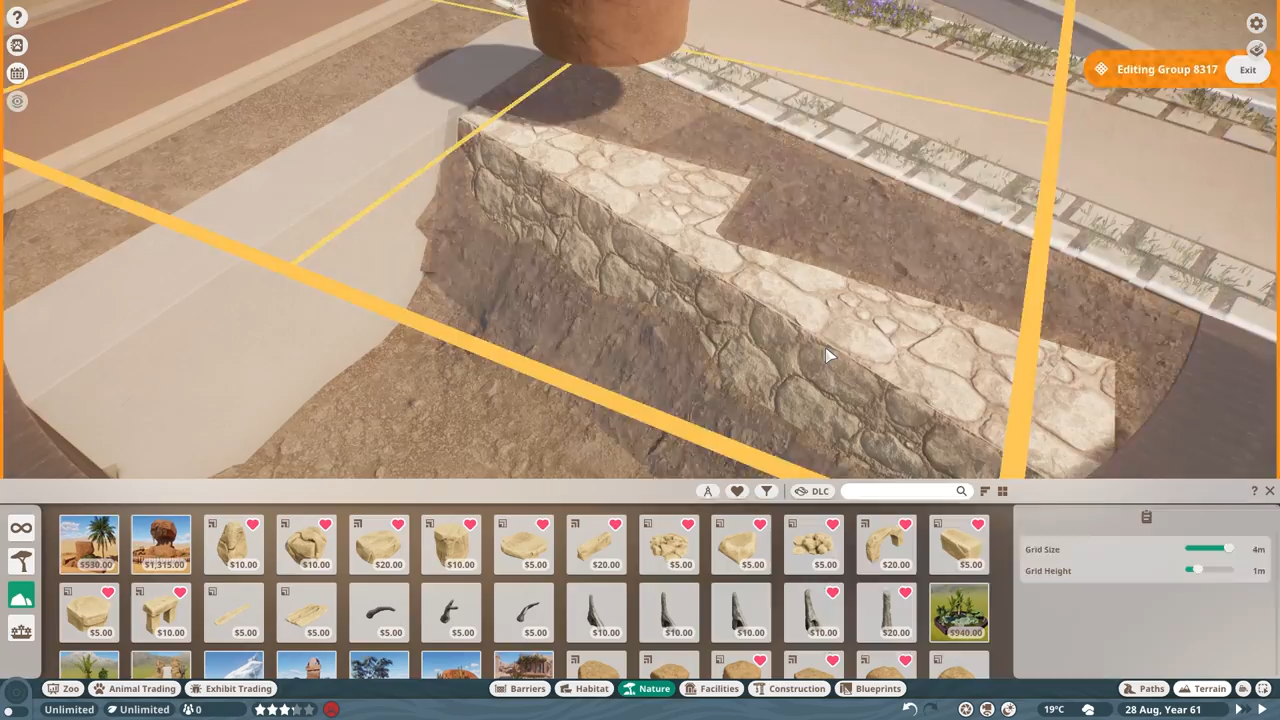 ?
Editing Group 8317 Exit
DLC
? ✕
$530.00 $1,315.00 $10.00 $10.00 $20.00 $10.00 $5.00 $20.00 $5.00 $5.00 $5.00 $20.00 $5.00
Grid Size 4m
Grid Height 1m
$5.00 $10.00 $5.00 $5.00 $5.00 $5.00 $5.00 $10.00 $10.00 $10.00 $10.00 $20.00 $940.00
Zoo Animal Trading Exhibit Trading Barriers Habitat Nature Facilities Construction Blueprints Paths Terrain
Unlimited Unlimited 0 19°C 28 Aug, Year 61